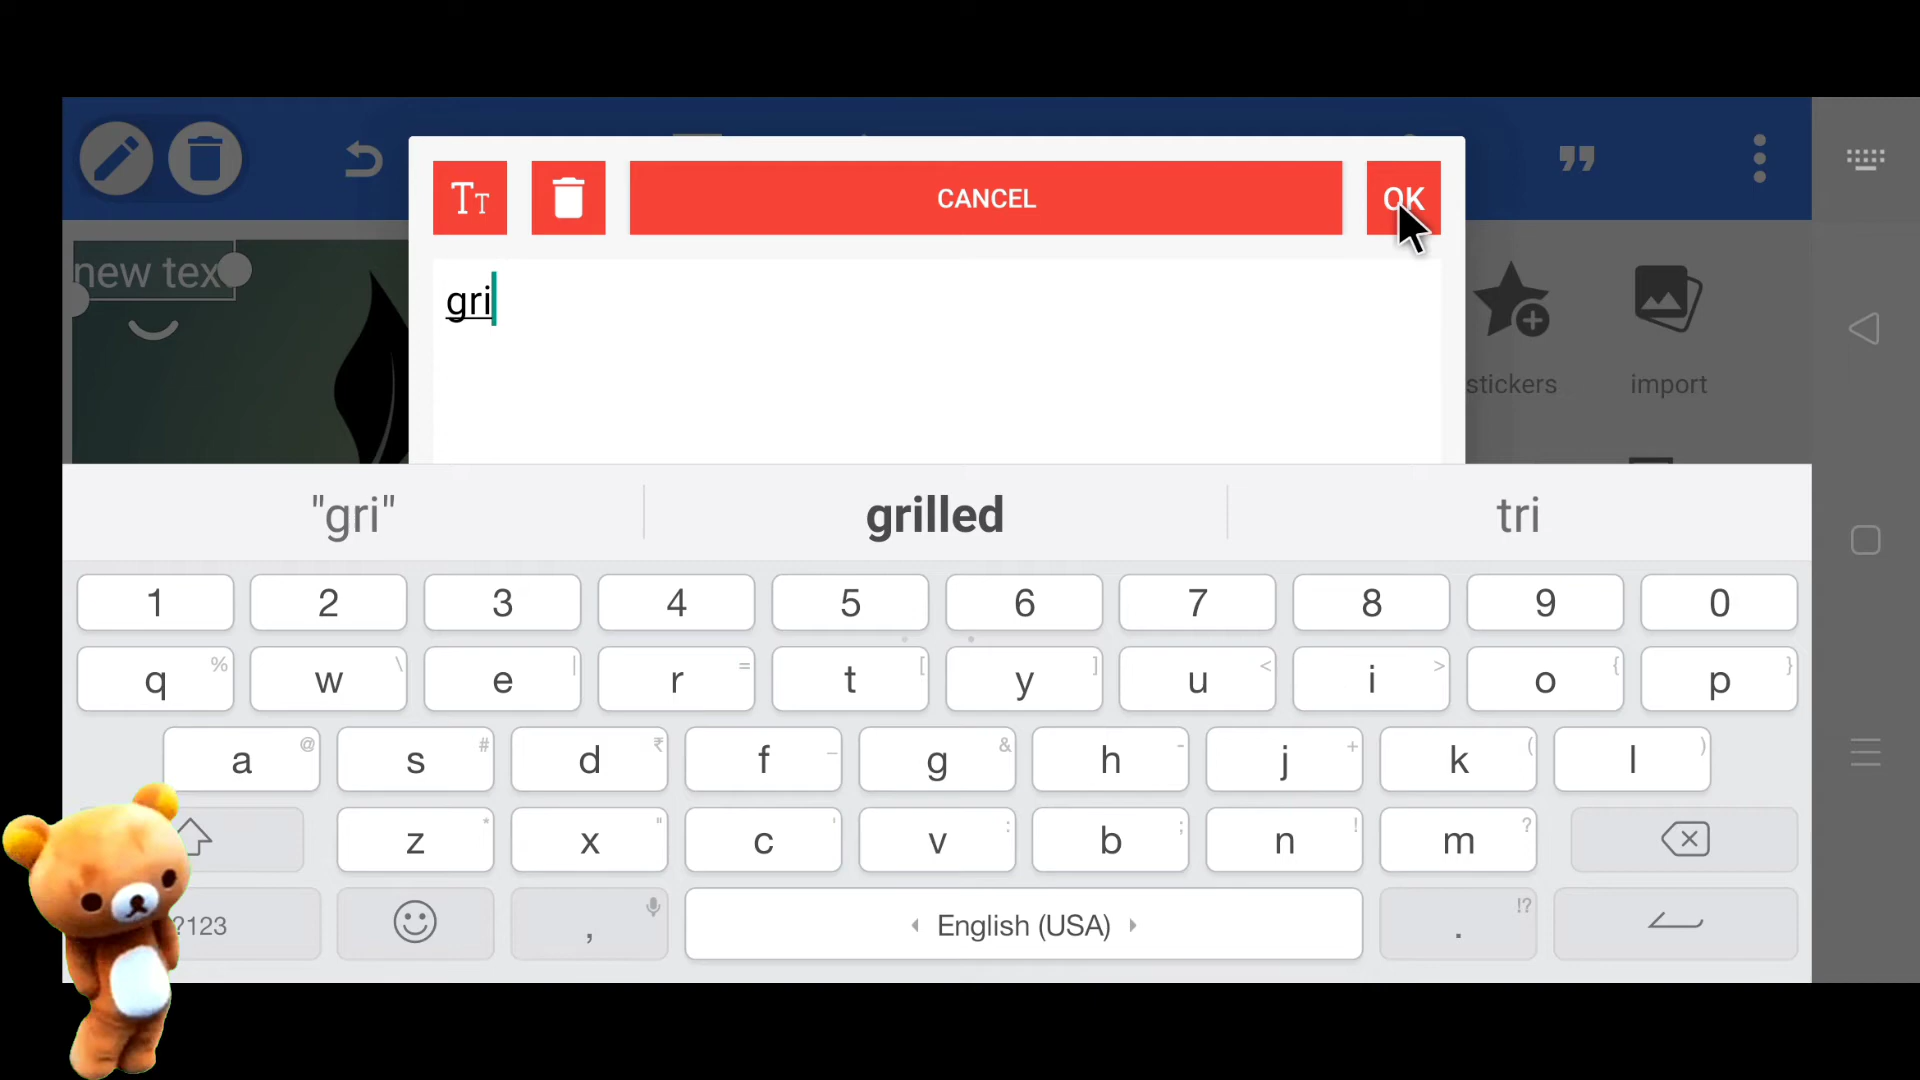 CANCEL
OK
new tex
gri
stickers
import
"gri"
grilled
tri
1 2 3 4 5 6 7 8 9 0
q % w \ e | r = t [ y ] u < i > o { p }
a @ s # d ₹ f _ g & h - j + k ( l )
z * x " c ' v : b ; n ! m ?
?123
,
English (USA)
. !?